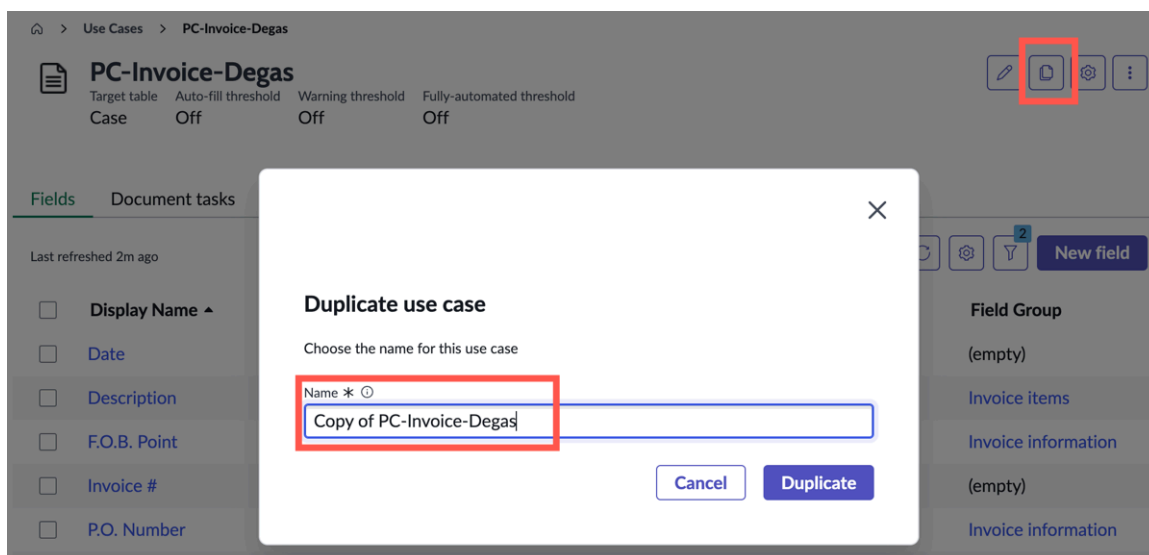 Use Cases > PC-Invoice-Degas
PC-Invoice-Degas
Target table Auto-fill threshold Warning threshold Fully-automated threshold
Case Off Off Off
Fields Document tasks
Last refreshed 2m ago
2
New field
Display Name
Field Group
Date
(empty)
Description
Invoice items
F.O.B. Point
Invoice information
Invoice #
(empty)
P.O. Number
Invoice information
Duplicate use case
Choose the name for this use case
Name *
Copy of PC-Invoice-Degas
Cancel Duplicate